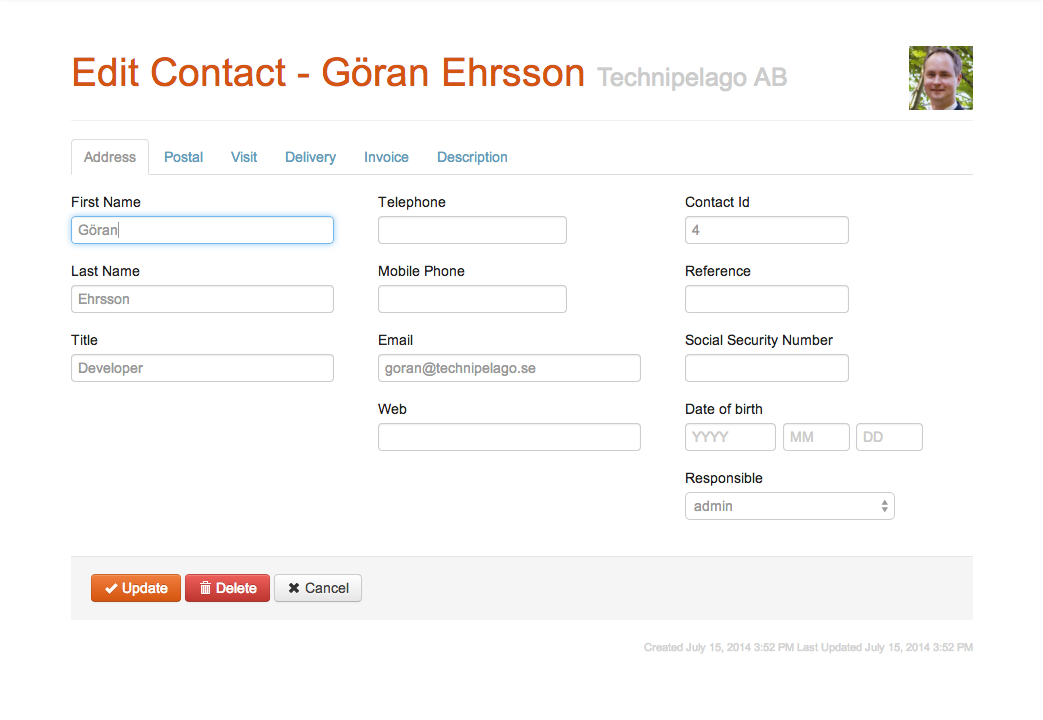 Edit Contact - Göran Ehrsson Technipelago AB
Address Postal Visit Delivery Invoice Description
First Name Telephone Contact Id
Göran 4
Last Name Mobile Phone Reference
Ehrsson
Title Email Social Security Number
Developer goran@technipelago.se
Web Date of birth
YYYY MM DD
Responsible
admin
Update Delete Cancel
Created July 15, 2014 3:52 PM Last Updated July 15, 2014 3:52 PM